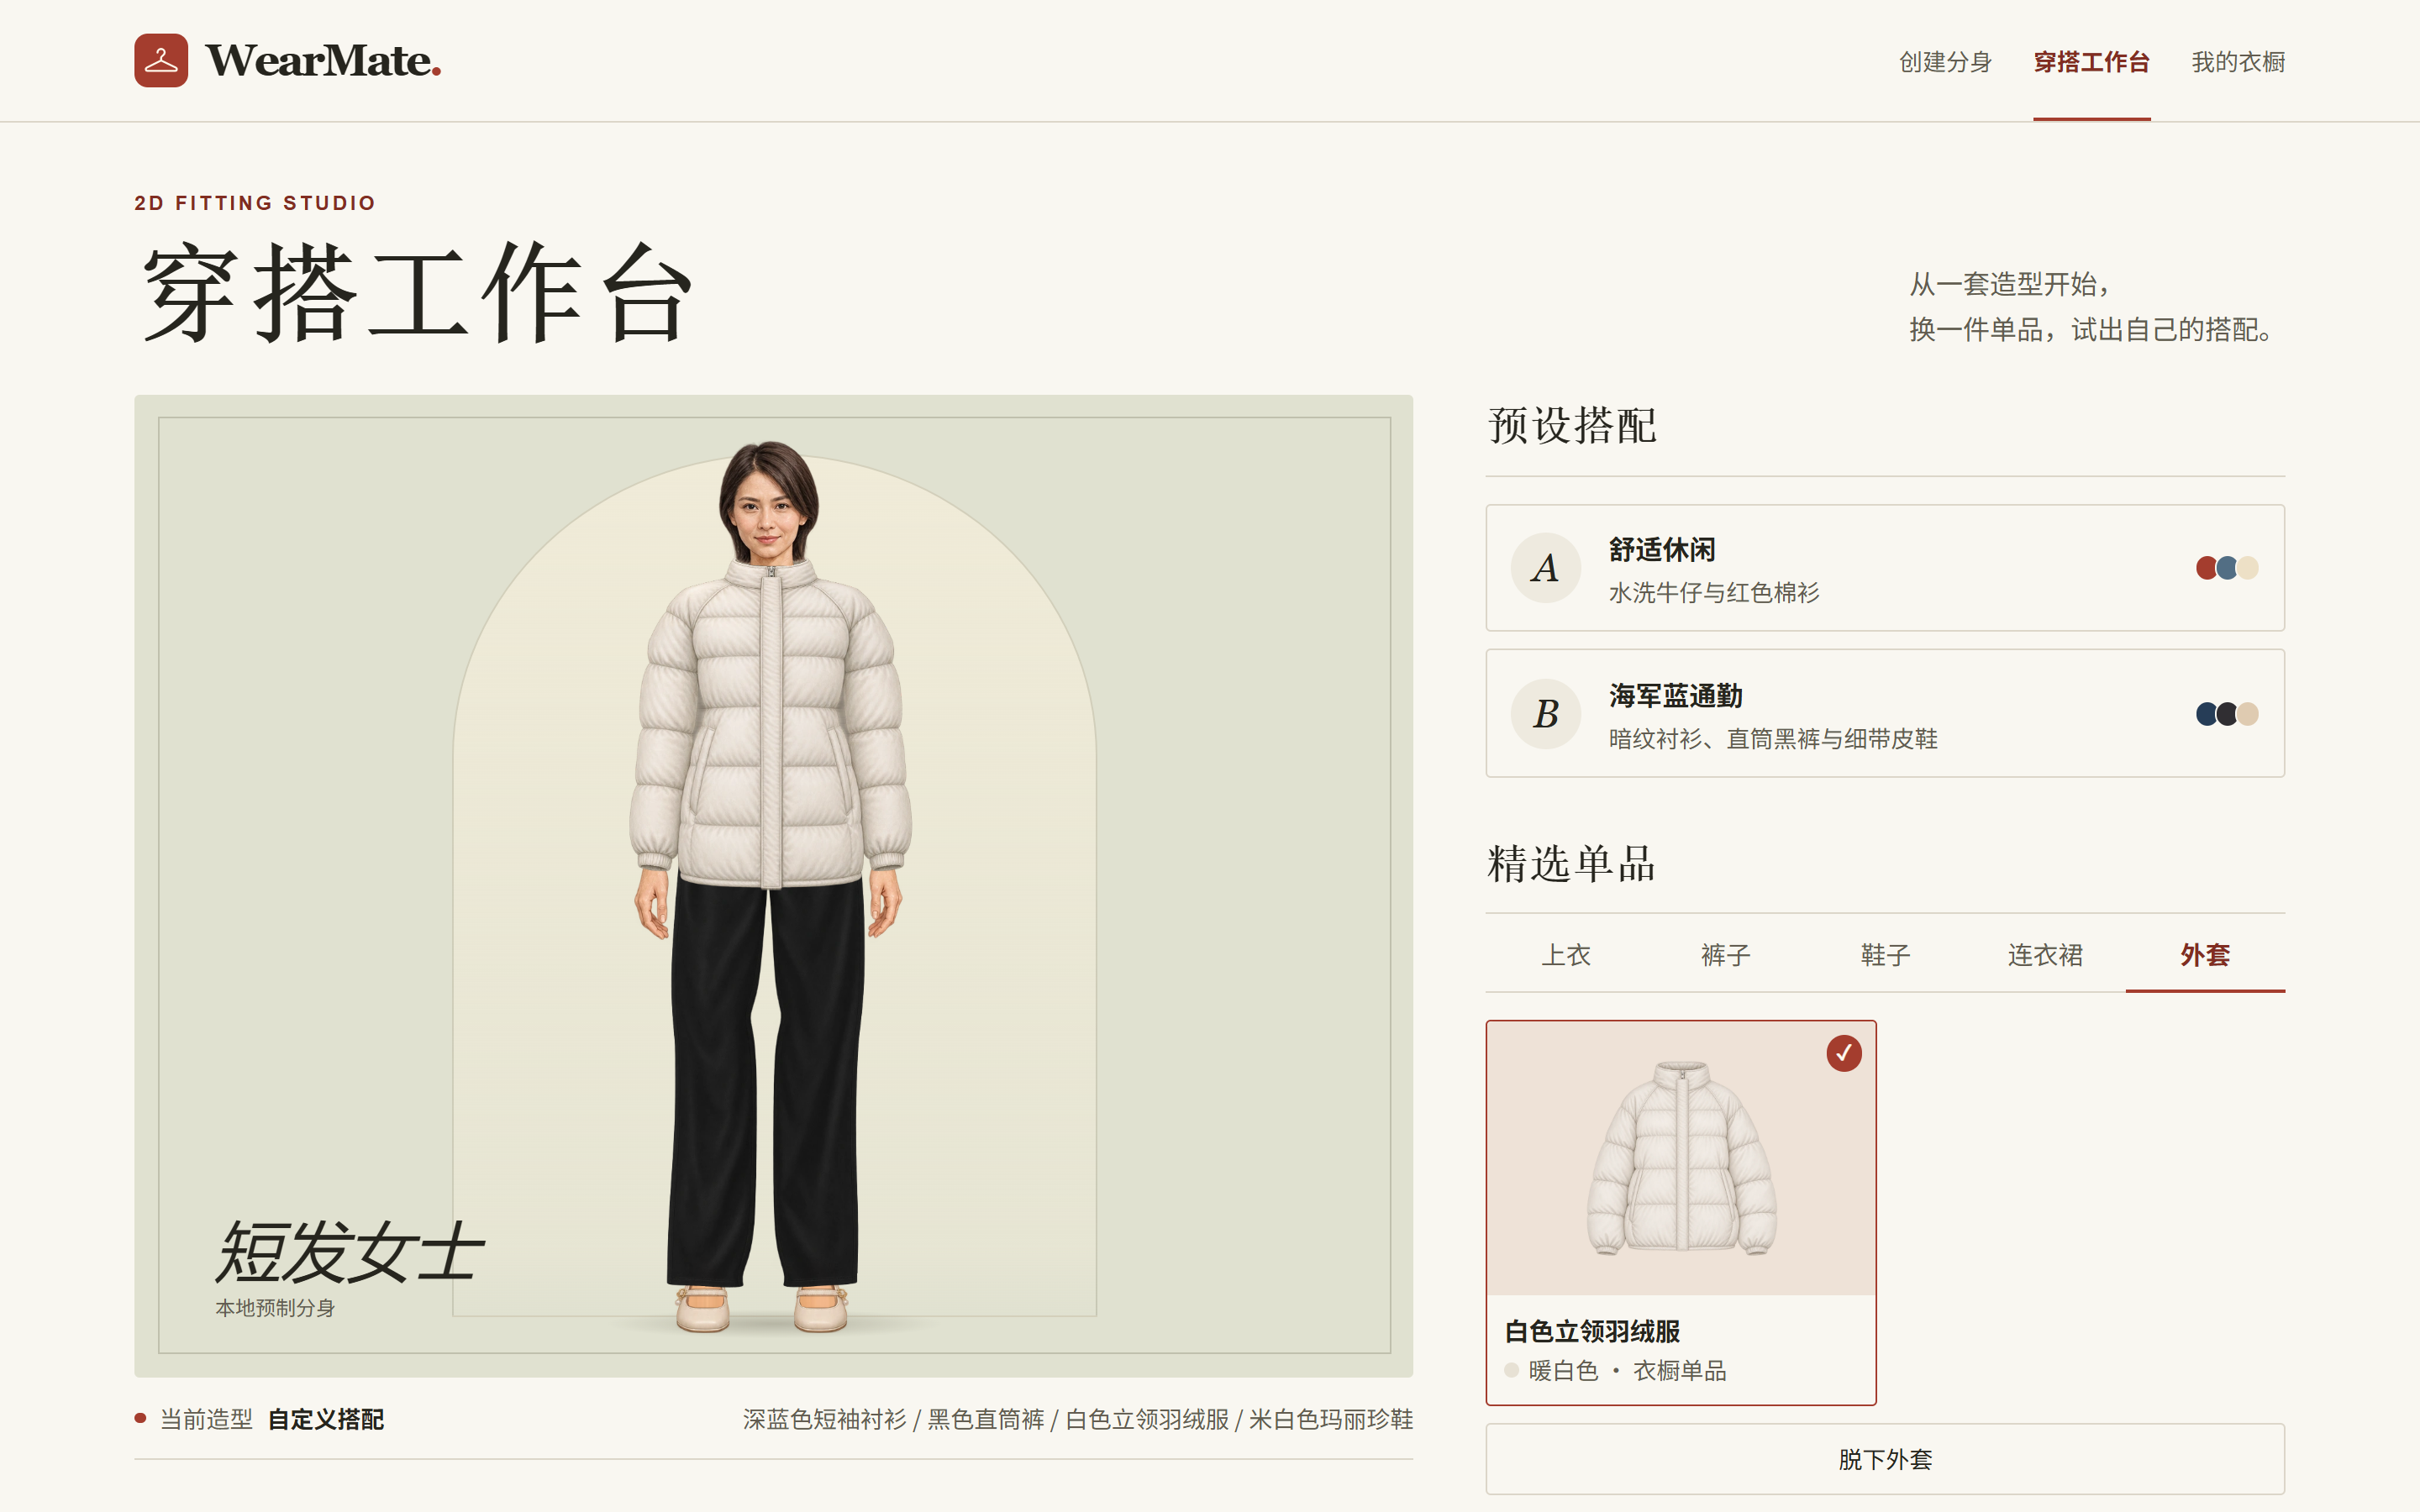 WearMate.
创建分身
穿搭工作台
我的衣橱
2D FITTING STUDIO
穿搭工作台
从一套造型开始，
换一件单品，试出自己的搭配。
短发女士
本地预制分身
当前造型 自定义搭配
深蓝色短袖衬衫 / 黑色直筒裤 / 白色立领羽绒服 / 米白色玛丽珍鞋
预设搭配
A
舒适休闲
水洗牛仔与红色棉衫
B
海军蓝通勤
暗纹衬衫、直筒黑裤与细带皮鞋
精选单品
上衣
裤子
鞋子
连衣裙
外套
白色立领羽绒服
暖白色 · 衣橱单品
脱下外套